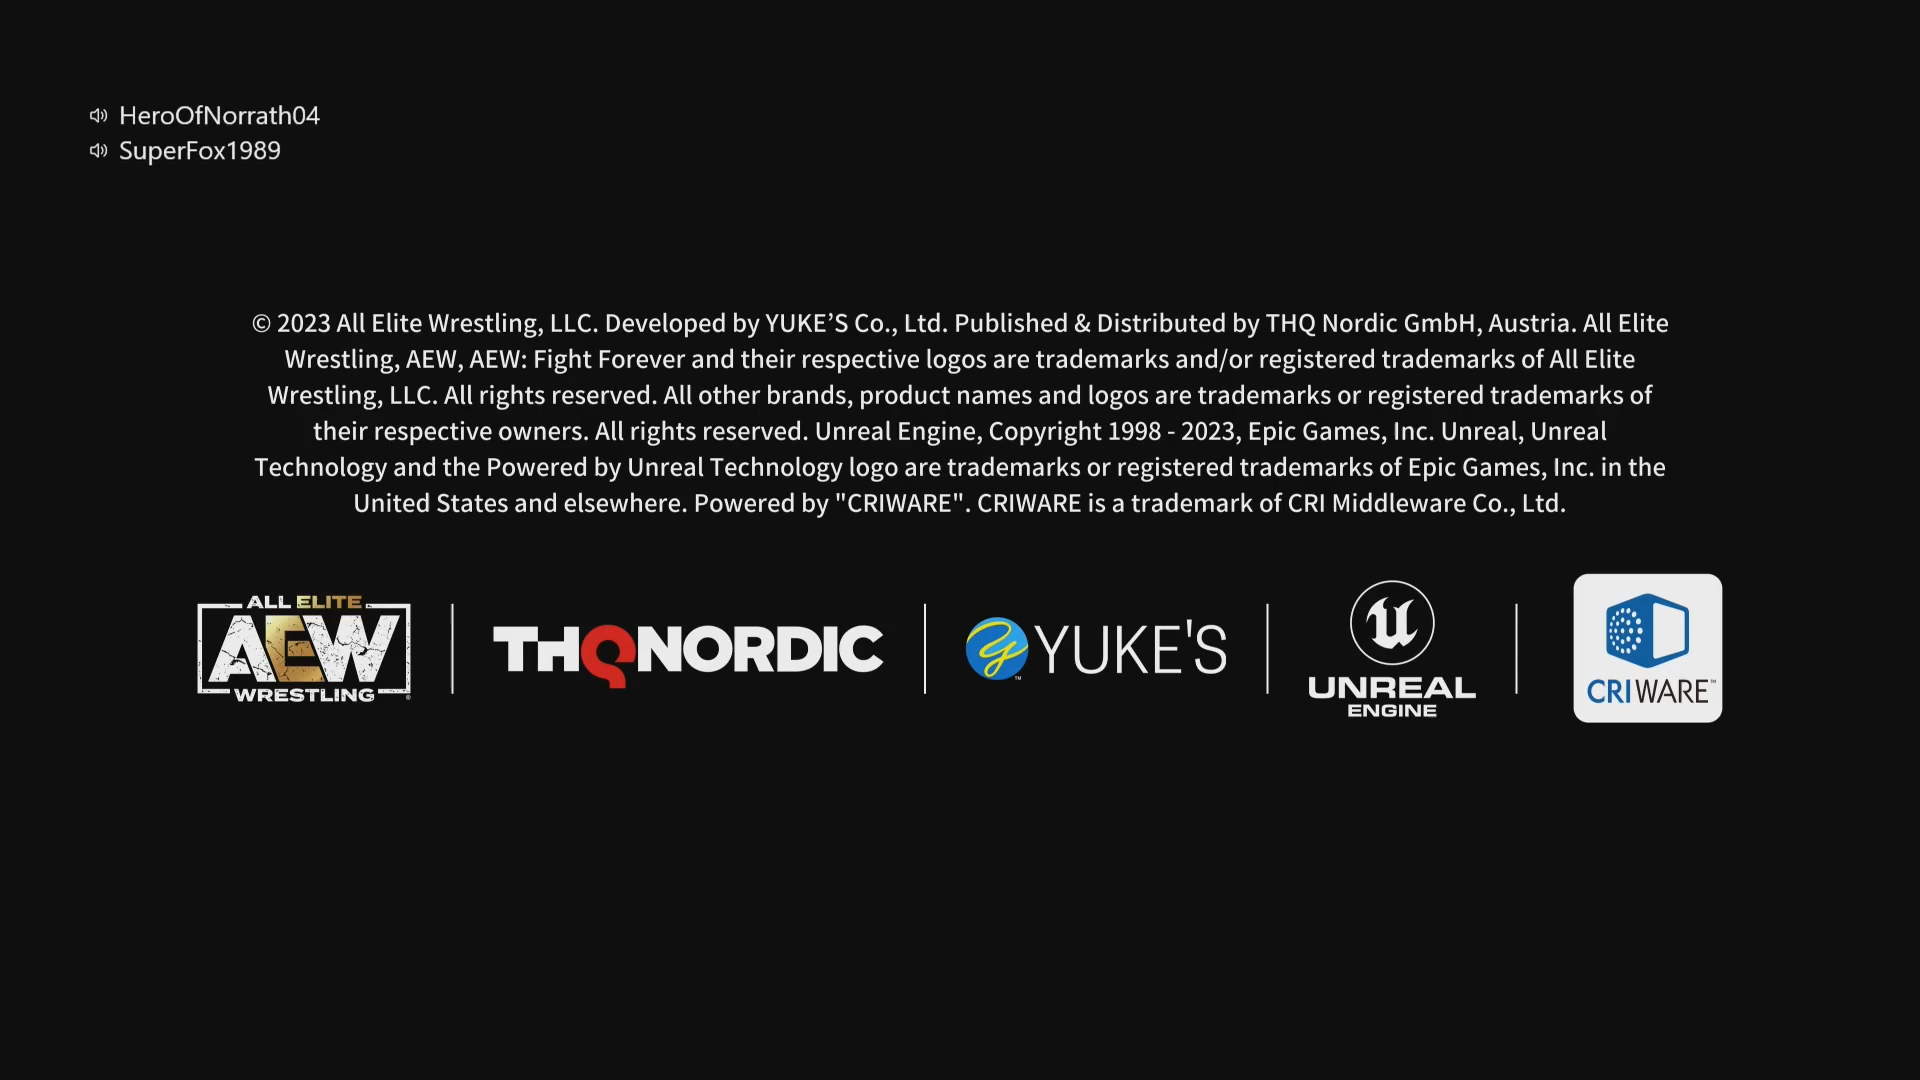 HeroOfNorrath04
SuperFox1989
© 2023 All Elite Wrestling, LLC. Developed by YUKE’S Co., Ltd. Published & Distributed by THQ Nordic GmbH, Austria. All Elite
Wrestling, AEW, AEW: Fight Forever and their respective logos are trademarks and/or registered trademarks of All Elite
Wrestling, LLC. All rights reserved. All other brands, product names and logos are trademarks or registered trademarks of
their respective owners. All rights reserved. Unreal Engine, Copyright 1998 - 2023, Epic Games, Inc. Unreal, Unreal
Technology and the Powered by Unreal Technology logo are trademarks or registered trademarks of Epic Games, Inc. in the
United States and elsewhere. Powered by "CRIWARE". CRIWARE is a trademark of CRI Middleware Co., Ltd.
ALL ELITE
AEW
WRESTLING ®
THQNORDIC
YUKE'S ™
UNREAL
ENGINE
CRIWARE™